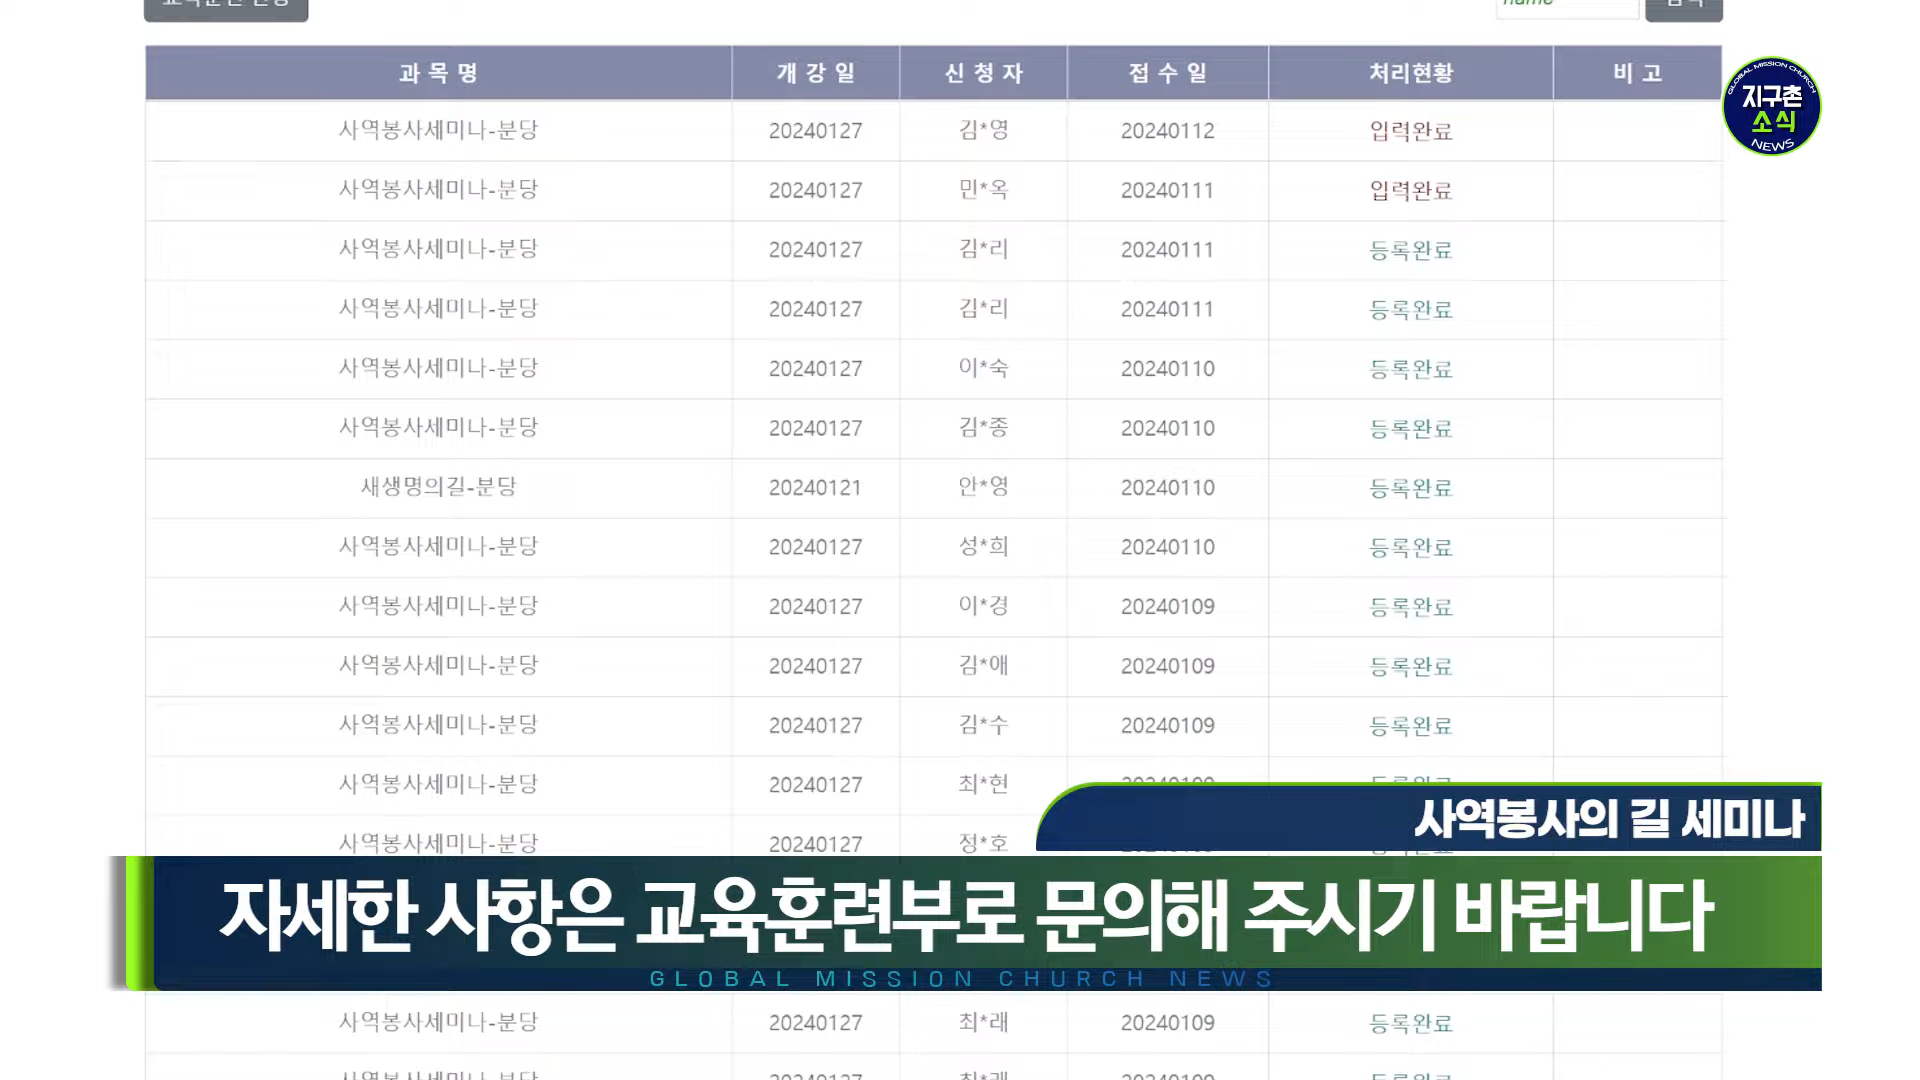 name
과 목 명 개 강 일 신 청 자 접 수 일 처리현황 비 고
GLOBAL MISSION CHURCH
지구촌
소식
NEWS
사역봉사세미나-분당 20240127 김*영 20240112 입력완료
사역봉사세미나-분당 20240127 민*옥 20240111 입력완료
사역봉사세미나-분당 20240127 김*리 20240111 등록완료
사역봉사세미나-분당 20240127 김*리 20240111 등록완료
사역봉사세미나-분당 20240127 이*숙 20240110 등록완료
사역봉사세미나-분당 20240127 김*종 20240110 등록완료
새생명의길-분당 20240121 안*영 20240110 등록완료
사역봉사세미나-분당 20240127 성*희 20240110 등록완료
사역봉사세미나-분당 20240127 이*경 20240109 등록완료
사역봉사세미나-분당 20240127 김*애 20240109 등록완료
사역봉사세미나-분당 20240127 김*수 20240109 등록완료
사역봉사세미나-분당 20240127 최*현
사역봉사세미나-분당 20240127 정*호
사역봉사의 길 세미나
자세한 사항은 교육훈련부로 문의해 주시기 바랍니다
GLOBAL MISSION CHURCH NEWS
사역봉사세미나-분당 20240127 최*래 20240109 등록완료